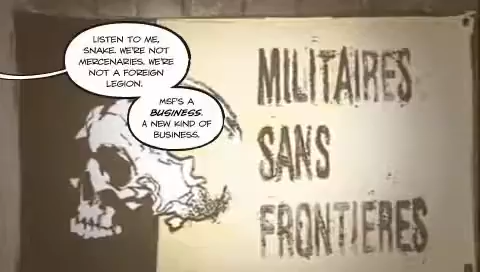 LISTEN TO ME,
SNAKE. WE'RE NOT
MERCENARIES. WE'RE
NOT A FOREIGN
LEGION.
MSF'S A
BUSINESS.
A NEW KIND OF
BUSINESS.
MILITAIRES
SANS
FRONTIERES